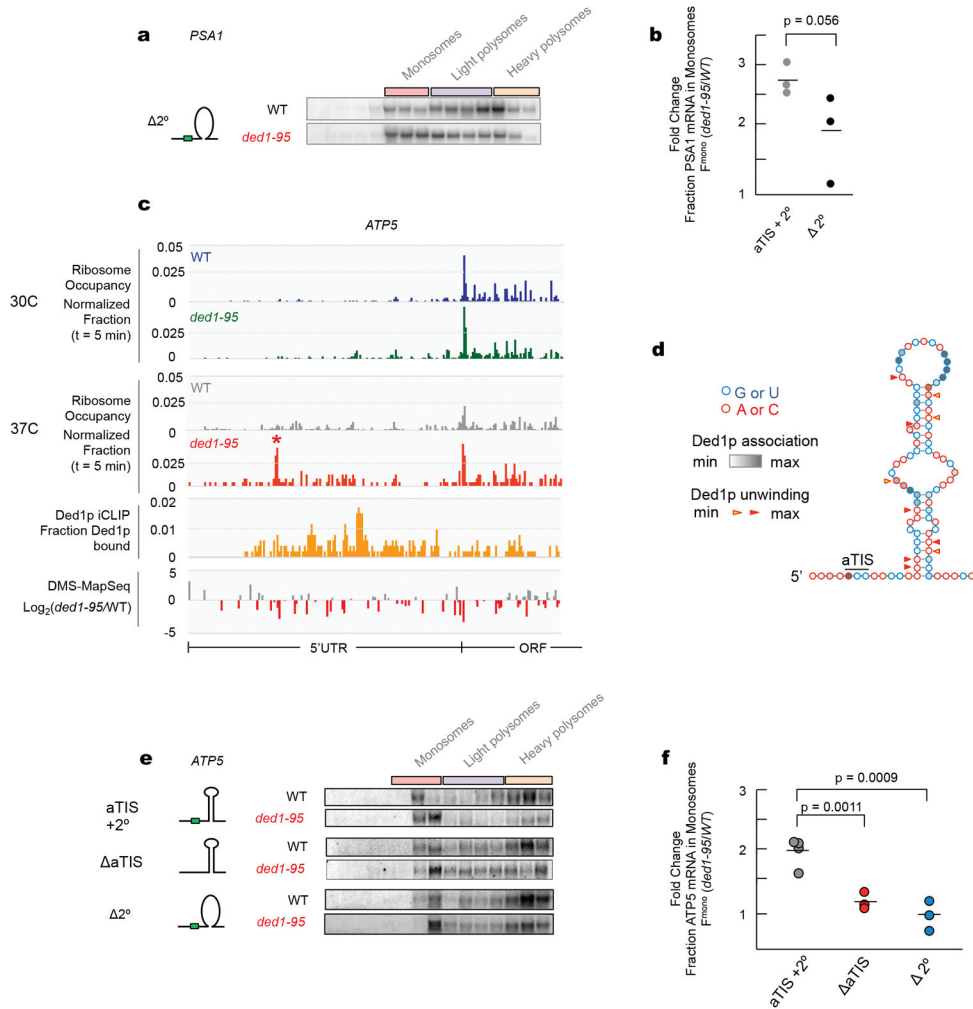 a
PSA1
Monosomes
Light polysomes
Heavy polysomes
Δ2º
WT
ded1-95
b
p = 0.056
Fold Change
Fraction PSA1 mRNA in Monosomes
Fmono (ded1-95/WT)
3
2
1
aTIS + 2º
Δ 2º
c
ATP5
30C
Ribosome
Occupancy
Normalized
Fraction
(t = 5 min)
0.05
0.025
0
WT
ded1-95
0.025
0
37C
Ribosome
Occupancy
Normalized
Fraction
(t = 5 min)
0.05
0.025
0
WT
ded1-95
*
0.025
0
Ded1p iCLIP
Fraction Ded1p
bound
0.02
0.01
0
DMS-MapSeq
Log2(ded1-95/WT)
5
0
-5
5'UTR
ORF
d
G or U
A or C
Ded1p association
min
max
Ded1p unwinding
min
max
aTIS
5'
e
ATP5
Monosomes
Light polysomes
Heavy polysomes
aTIS
+2º
WT
ded1-95
ΔaTIS
WT
ded1-95
Δ2º
WT
ded1-95
f
p = 0.0009
p = 0.0011
Fold Change
Fraction ATP5 mRNA in Monosomes
Fmono (ded1-95/WT)
3
2
1
aTIS +2º
ΔaTIS
Δ 2º